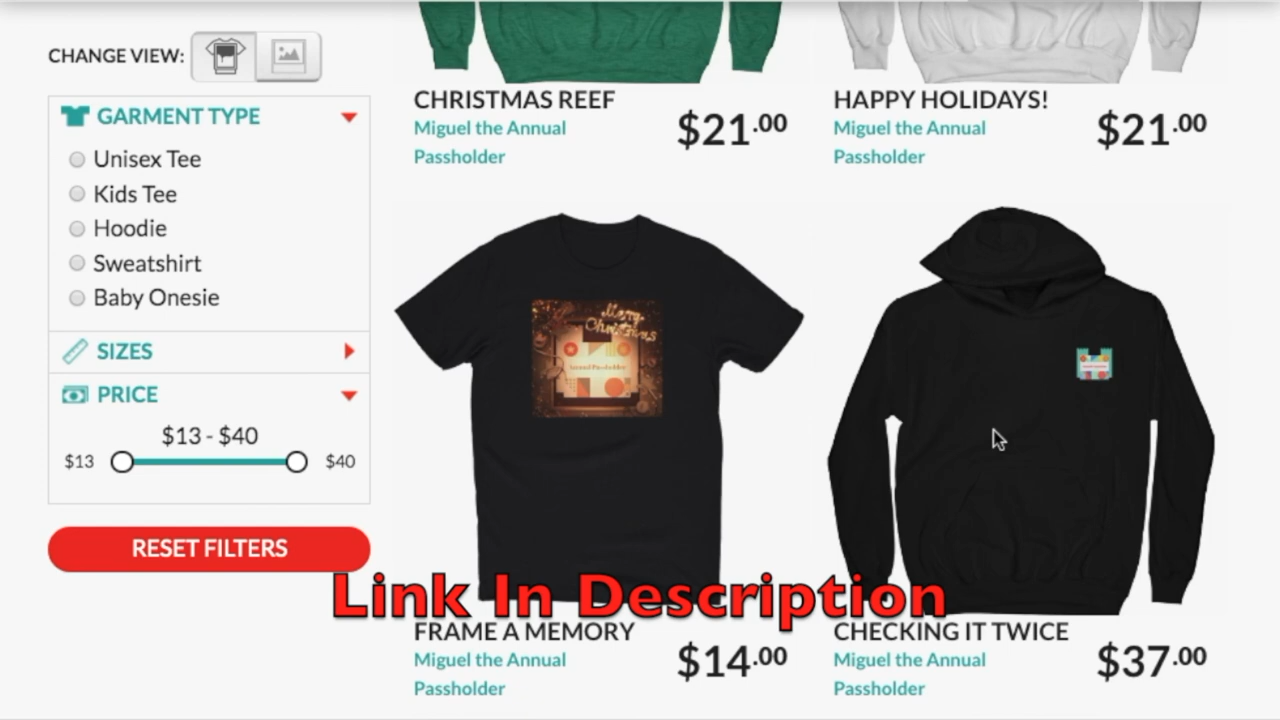 CHANGE VIEW:
GARMENT TYPE
Unisex Tee
Kids Tee
Hoodie
Sweatshirt
Baby Onesie
SIZES
PRICE
$13 - $40
$13
$40
RESET FILTERS
CHRISTMAS REEF
Miguel the Annual
Passholder
$21.00
HAPPY HOLIDAYS!
Miguel the Annual
Passholder
$21.00
Merry
Christmas
Annual Passholder
Link In Description
FRAME A MEMORY
Miguel the Annual
Passholder
$14.00
CHECKING IT TWICE
Miguel the Annual
Passholder
$37.00